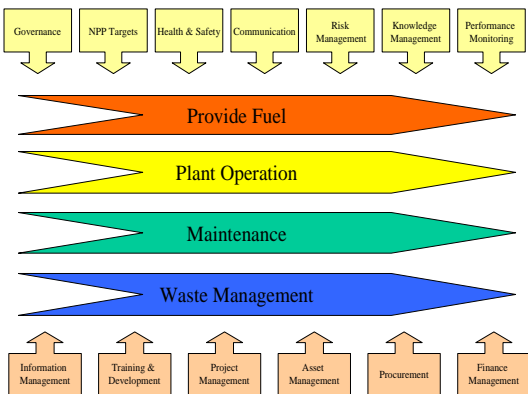 Governance
NPP Targets
Health & Safety
Communication
Risk
Management
Knowledge
Management
Performance
Monitoring
Provide Fuel
Plant Operation
Maintenance
Waste Management
Information
Management
Training &
Development
Project
Management
Asset
Management
Procurement
Finance
Management